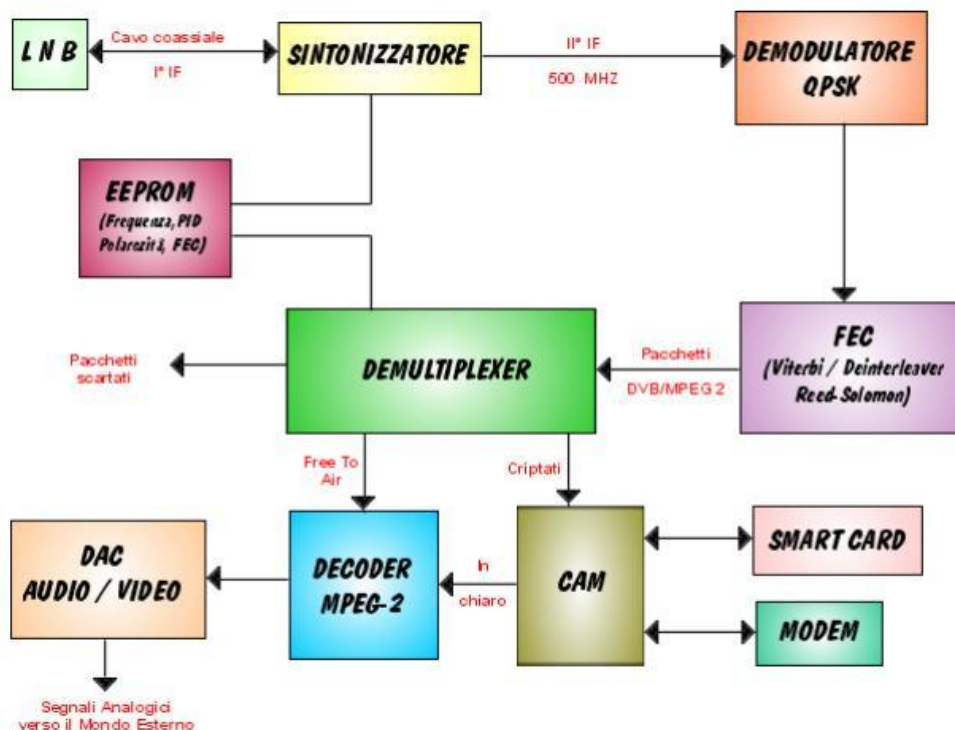 L N B
Cavo coassiale
I° IF
SINTONIZZATORE
II° IF
500 MHZ
DEMODULATORE
QPSK
EEPROM
(Frequenza,PID
Polarezitá, FEC)
DEMULTIPLEXER
Pacchetti
scartati
Pacchetti
DVB/MPEG 2
FEC
(Viterbi / Deinterleaver
Reed-Solomon)
Free To
Air
Criptati
DAC
AUDIO / VIDEO
DECODER
MPEG-2
In
chiaro
CAM
SMART CARD
MODEM
Segnali Analogici
verso il Mondo Esterno